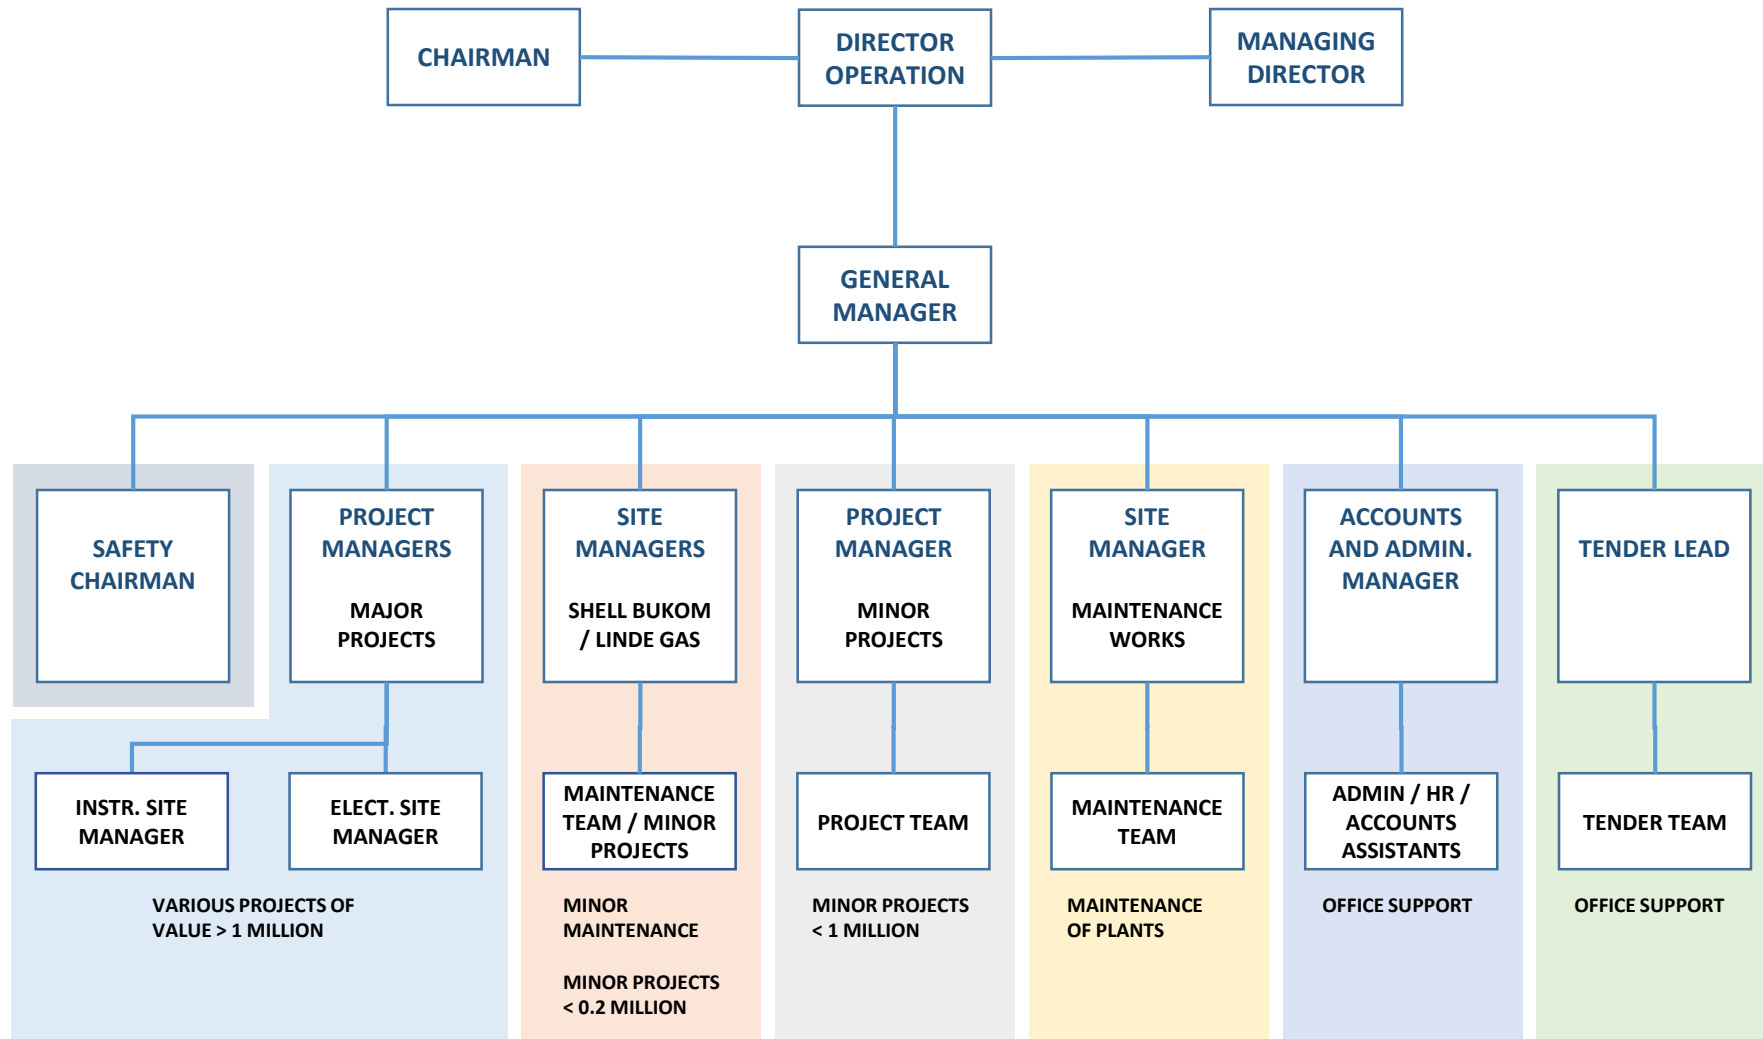 CHAIRMAN
DIRECTOR
OPERATION
MANAGING
DIRECTOR
GENERAL
MANAGER
SAFETY
CHAIRMAN
PROJECT
MANAGERS
MAJOR
PROJECTS
SITE
MANAGERS
SHELL BUKOM
/ LINDE GAS
PROJECT
MANAGER
MINOR
PROJECTS
SITE
MANAGER
MAINTENANCE
WORKS
ACCOUNTS
AND ADMIN.
MANAGER
TENDER LEAD
INSTR. SITE
MANAGER
ELECT. SITE
MANAGER
MAINTENANCE
TEAM / MINOR
PROJECTS
PROJECT TEAM
MAINTENANCE
TEAM
ADMIN / HR /
ACCOUNTS
ASSISTANTS
TENDER TEAM
VARIOUS PROJECTS OF
VALUE > 1 MILLION
MINOR
MAINTENANCE
MINOR PROJECTS
< 0.2 MILLION
MINOR PROJECTS
< 1 MILLION
MAINTENANCE
OF PLANTS
OFFICE SUPPORT
OFFICE SUPPORT